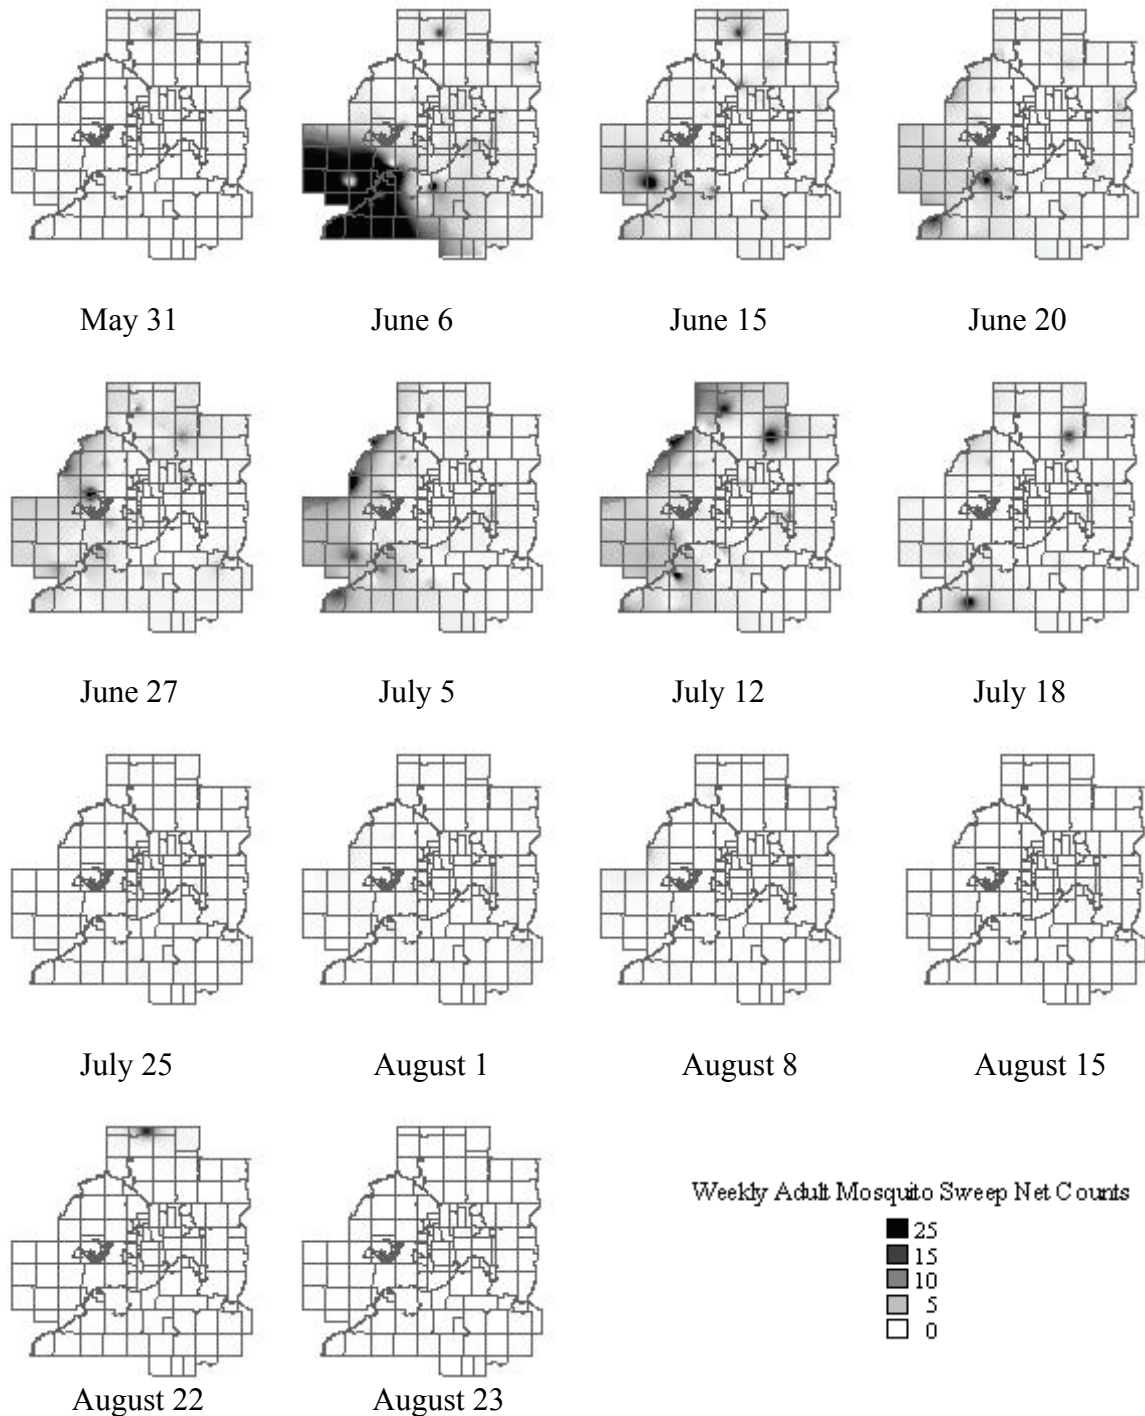 May 31 June 6 June 15 June 20
June 27 July 5 July 12 July 18
July 25 August 1 August 8 August 15
Weekly Adult Mosquito Sweep Net Counts
25
15
10
5
0
August 22 August 23